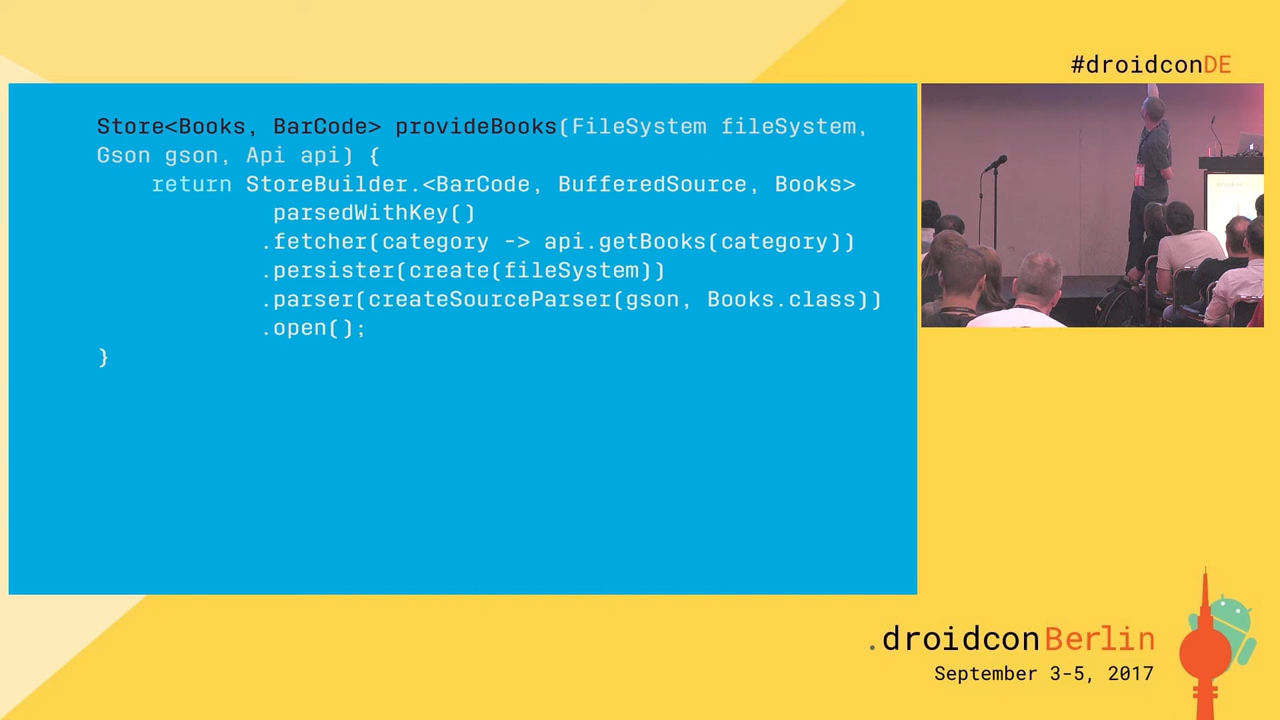 #droidconDE
Store<Books, BarCode> provideBooks(FileSystem fileSystem,
Gson gson, Api api) {
return StoreBuilder.<BarCode, BufferedSource, Books>
parsedWithKey()
.fetcher(category -> api.getBooks(category))
.persister(create(fileSystem))
.parser(createSourceParser(gson, Books.class))
.open();
}
.droidconBerlin
September 3-5, 2017